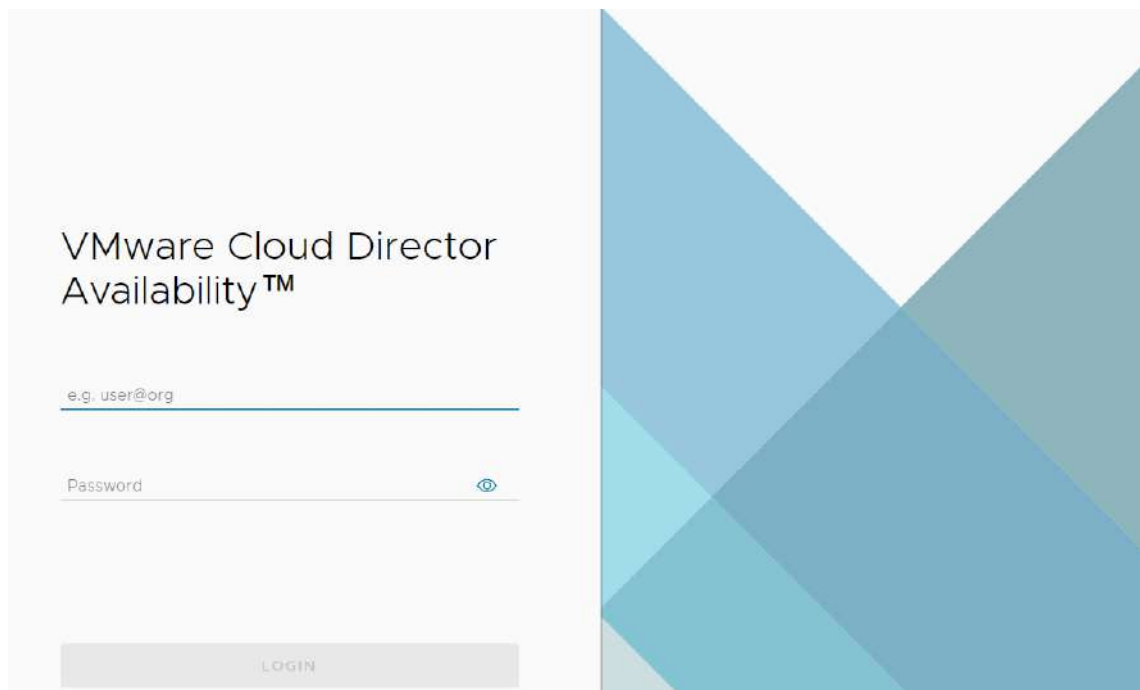 VMware Cloud Director
Availability™
e.g. user@org
Password
LOGIN